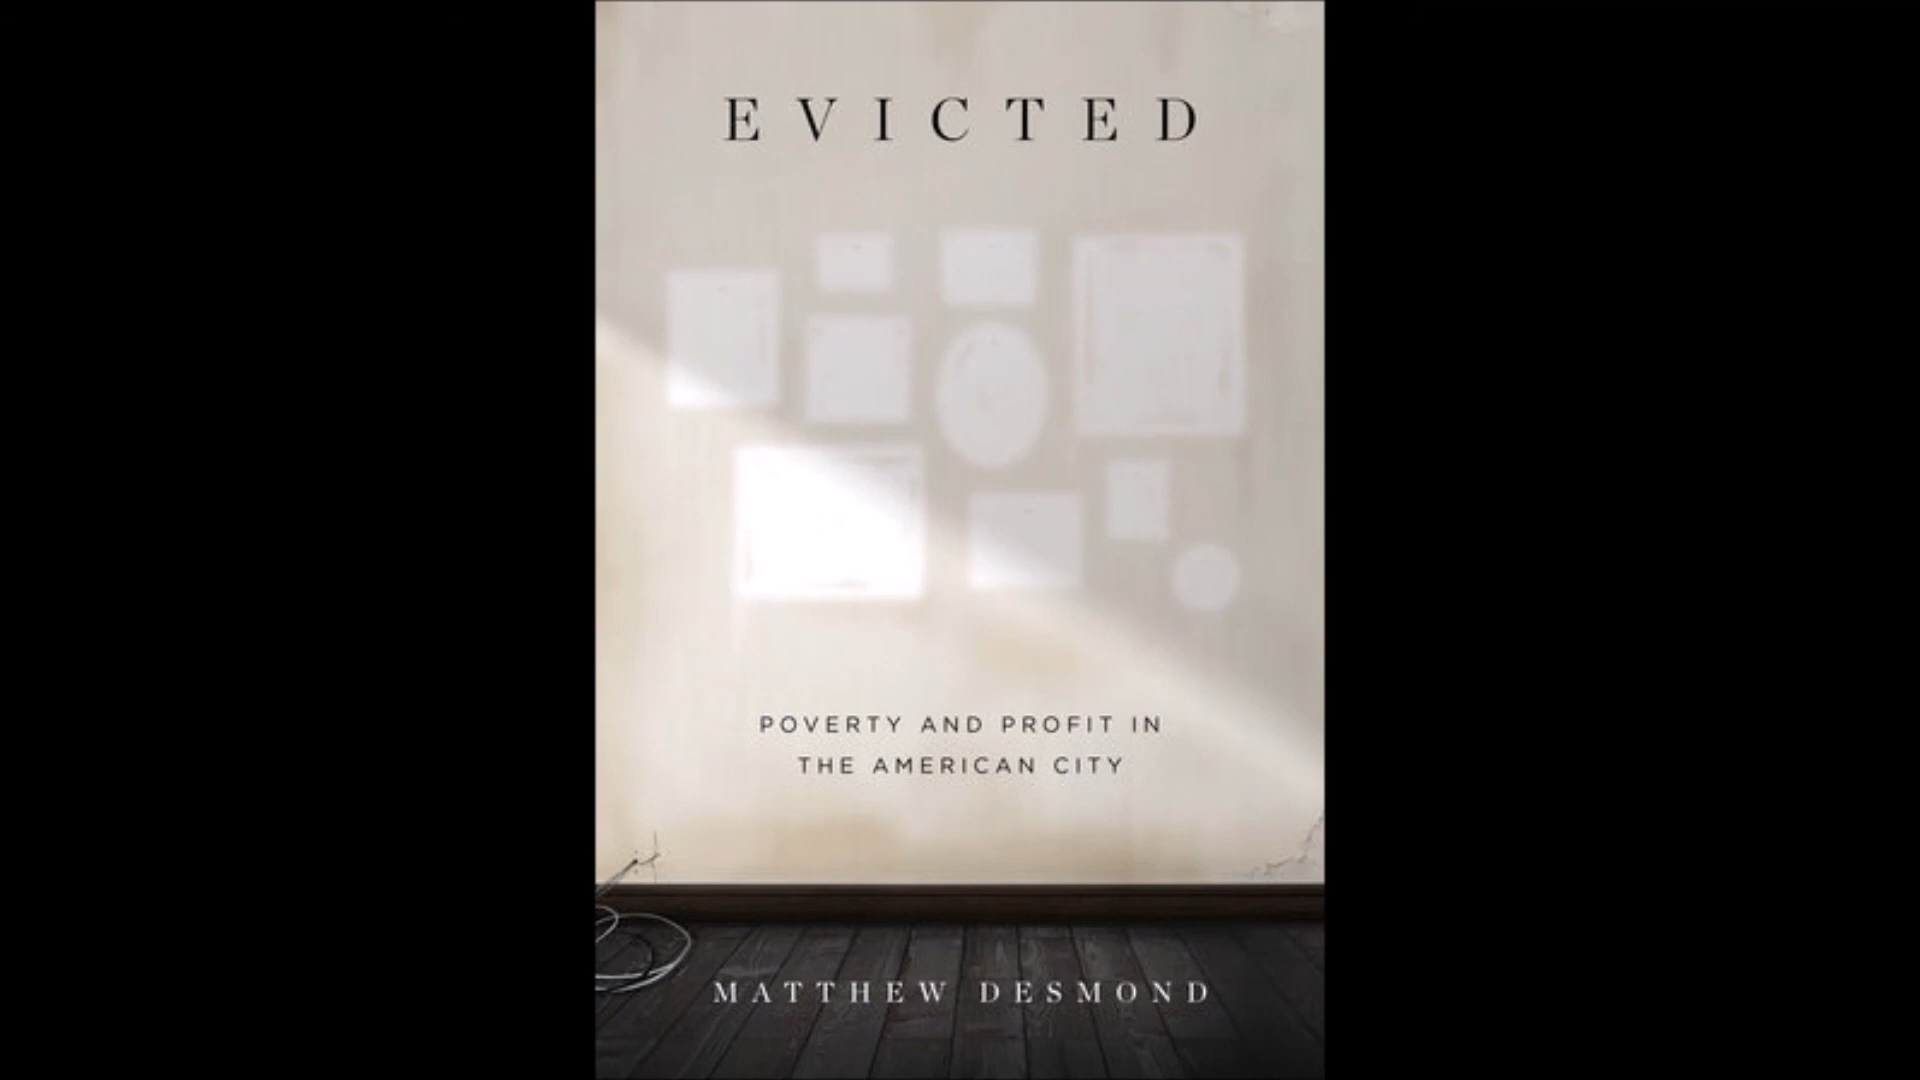 EVICTED
POVERTY AND PROFIT IN
THE AMERICAN CITY
MATTHEW DESMOND